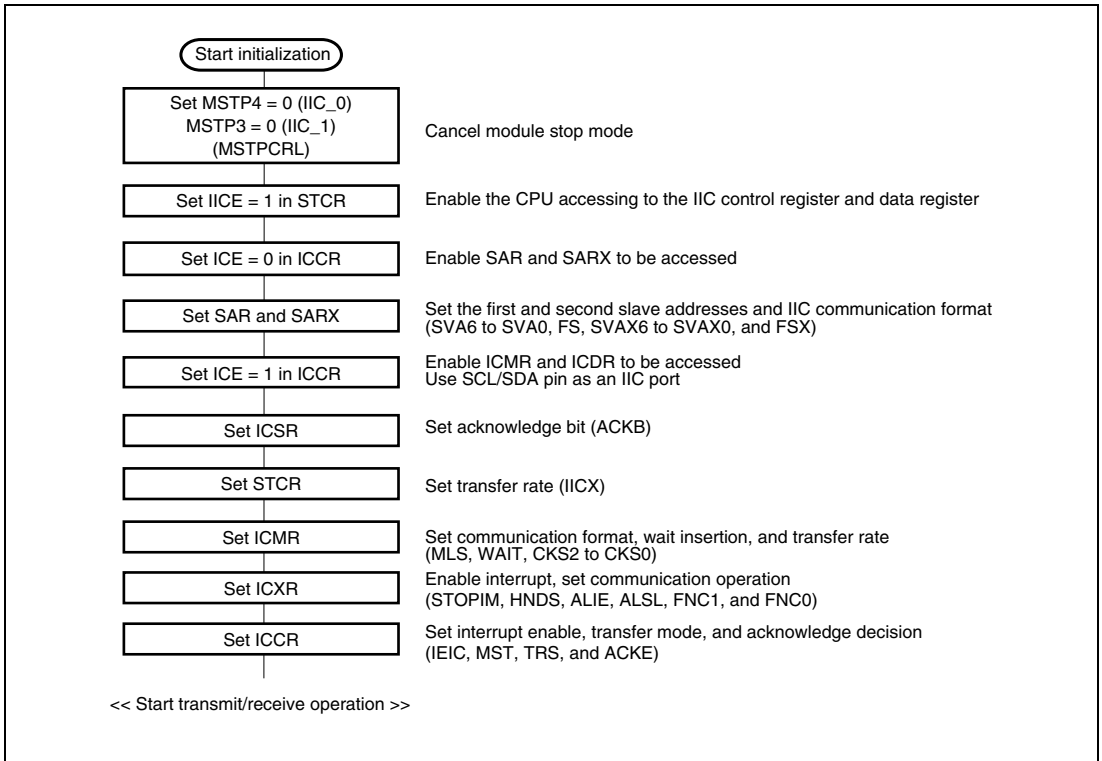 Start initialization
Set MSTP4 = 0 (IIC_0)
MSTP3 = 0 (IIC_1)
(MSTPCRL)
Cancel module stop mode
Set IICE = 1 in STCR
Enable the CPU accessing to the IIC control register and data register
Set ICE = 0 in ICCR
Enable SAR and SARX to be accessed
Set SAR and SARX
Set the first and second slave addresses and IIC communication format
(SVA6 to SVA0, FS, SVAX6 to SVAX0, and FSX)
Set ICE = 1 in ICCR
Enable ICMR and ICDR to be accessed
Use SCL/SDA pin as an IIC port
Set ICSR
Set acknowledge bit (ACKB)
Set STCR
Set transfer rate (IICX)
Set ICMR
Set communication format, wait insertion, and transfer rate
(MLS, WAIT, CKS2 to CKS0)
Set ICXR
Enable interrupt, set communication operation
(STOPIM, HNDS, ALIE, ALSL, FNC1, and FNC0)
Set ICCR
Set interrupt enable, transfer mode, and acknowledge decision
(IEIC, MST, TRS, and ACKE)
<< Start transmit/receive operation >>